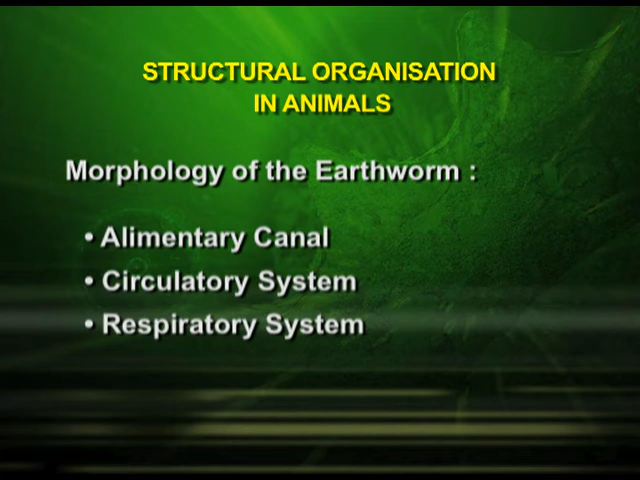 STRUCTURAL ORGANISATION
IN ANIMALS
Morphology of the Earthworm :
• Alimentary Canal
• Circulatory System
• Respiratory System